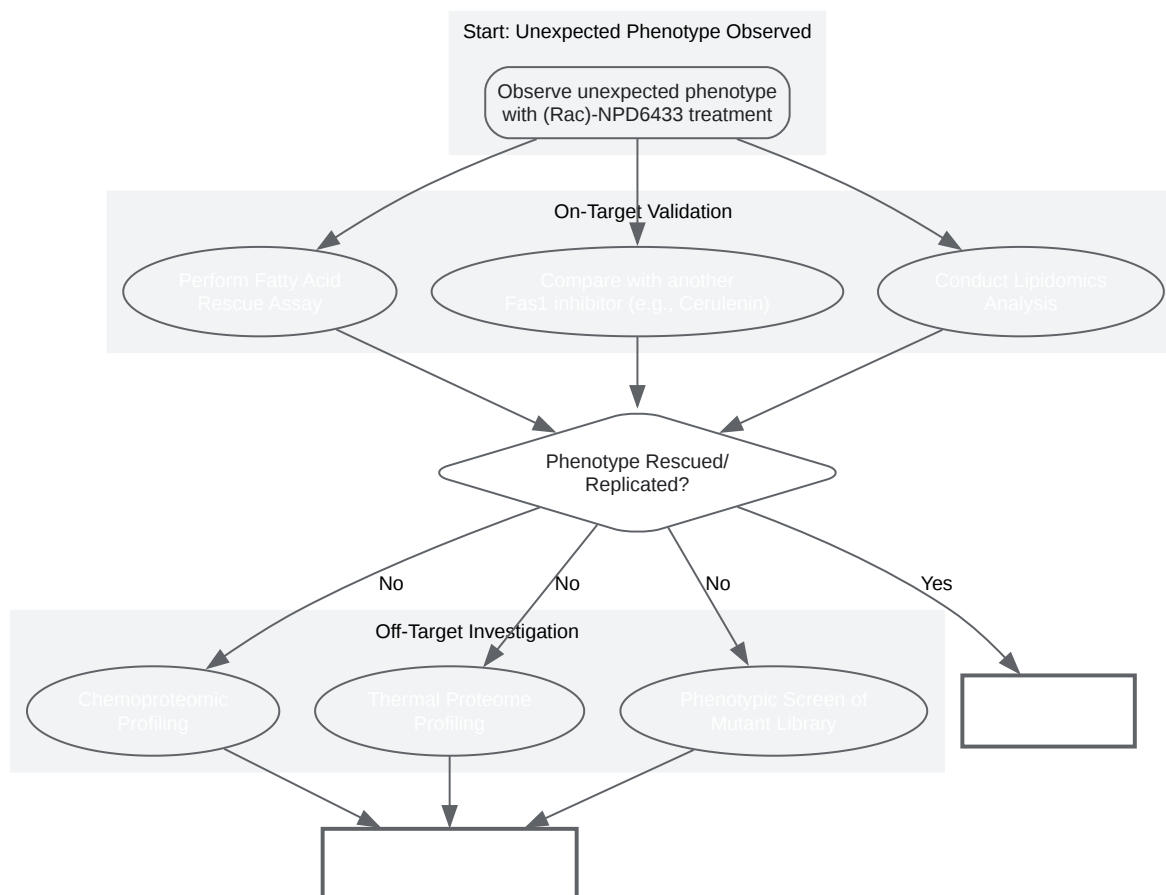 Start: Unexpected Phenotype Observed
Observe unexpected phenotype
with (Rac)-NPD6433 treatment
On-Target Validation
Perform Fatty Acid
Rescue Assay
Compare with another
Fas1 inhibitor (e.g., Cerulenin)
Conduct Lipidomics
Analysis
Phenotype Rescued/
Replicated?
No
No
No
Yes
Off-Target Investigation
Chemoproteomic
Profiling
Thermal Proteome
Profiling
Phenotypic Screen of
Mutant Library